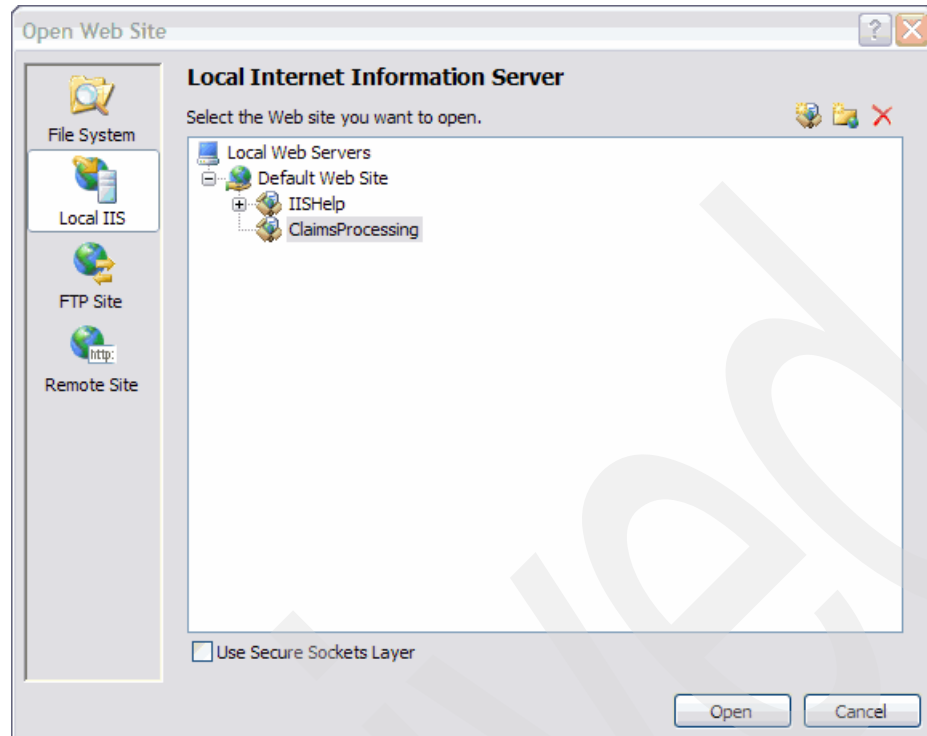 Open Web Site
File System
Local IIS
FTP Site
http:
Remote Site
Local Internet Information Server
Select the Web site you want to open.
Local Web Servers
Default Web Site
IISHelp
ClaimsProcessing
Use Secure Sockets Layer
Open
Cancel